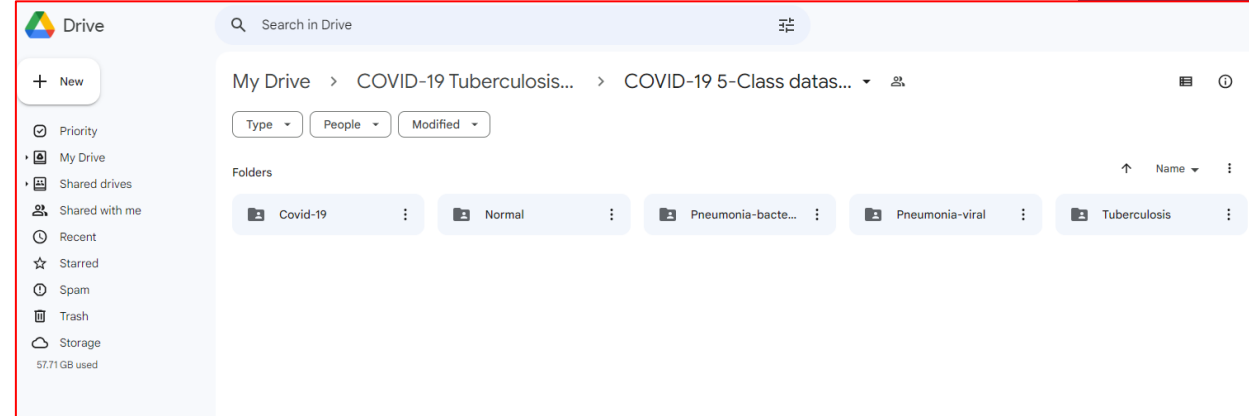 Drive
Search in Drive
New
My Drive > COVID-19 Tuberculosis... > COVID-19 5-Class datas...
Type People Modified
Priority
My Drive
Shared drives
Shared with me
Recent
Starred
Spam
Trash
Storage
57.71 GB used
Folders
Name
Covid-19 Normal Pneumonia-bacte... Pneumonia-viral Tuberculosis